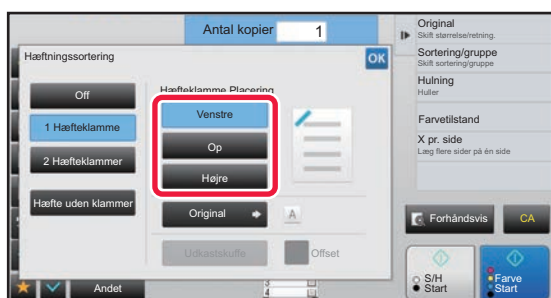 Antal kopier
1
Hæftningssortering
OK
Off
1 Hæfteklamme
2 Hæfteklammer
Hæfte uden klammer
Hæfteklamme Placering
Venstre
Op
Højre
Original
A
Udkastskuffe
Offset
Andet
Original
Skift størrelse/retning.
Sortering/gruppe
Skift sortering/gruppe
Hulning
Huller
Farvetilstand
X pr. side
Læg flere sider på én side
Forhåndsvis
CA
S/H
Start
Farve
Start